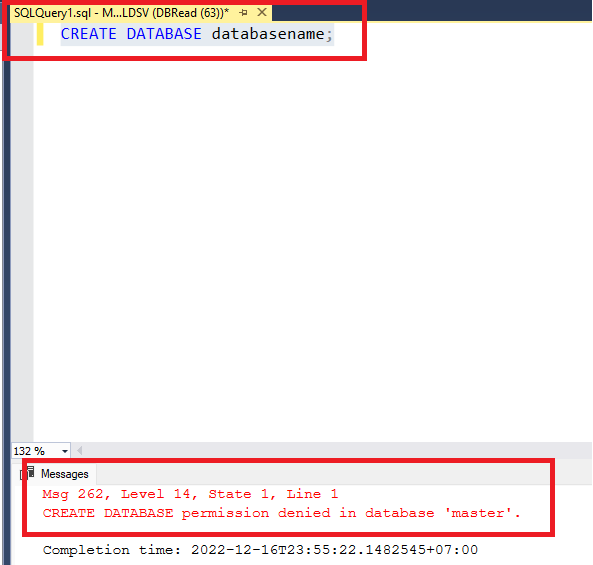 SQLQuery1.sql - M...LDSV (DBRead (63))*
CREATE DATABASE databasename;
132 %
Messages
Msg 262, Level 14, State 1, Line 1
CREATE DATABASE permission denied in database 'master'.
Completion time: 2022-12-16T23:55:22.1482545+07:00